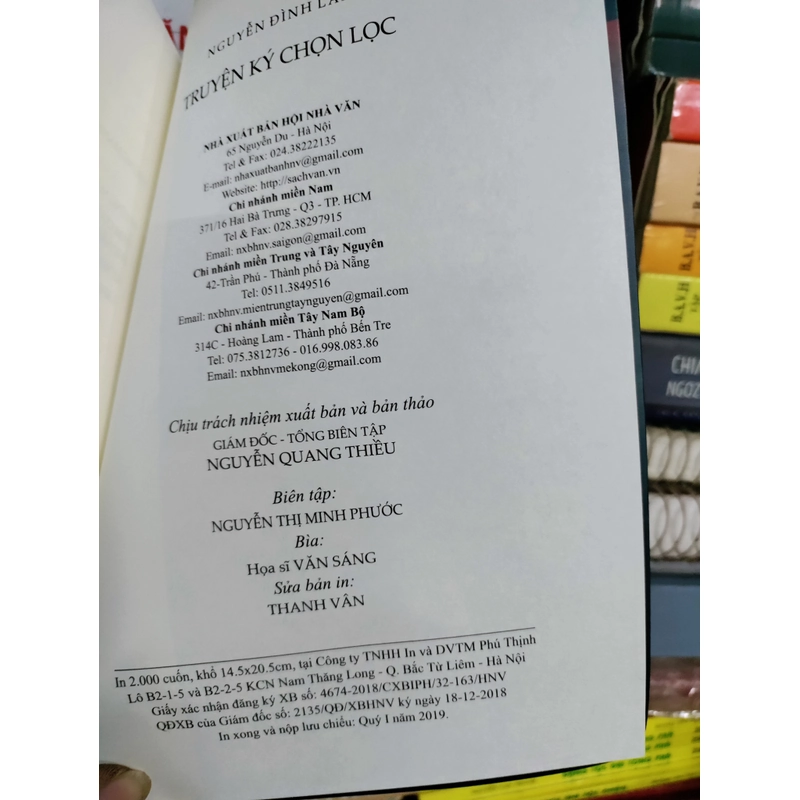 NGUYỄN ĐÌNH
TRUYỆN KÝ CHỌN LỌC
NHÀ XUẤT BẢN HỘI NHÀ VĂN
65 Nguyễn Du - Hà Nội
Tel & Fax: 024.38222135
E-mail: nhaxuatbanhnv@gmail.com
Website: http://sachvan.vn
Chi nhánh miền Nam
371/16 Hai Bà Trưng - Q3 - TP. HCM
Tel & Fax: 028.38297915
Email: nxbhnv.saigon@gmail.com
Chi nhánh miền Trung và Tây Nguyên
42-Trần Phú - Thành phố Đà Nẵng
Tel: 0511.3849516
Email: nxbhnv.mientrungtaynguyen@gmail.com
Chi nhánh miền Tây Nam Bộ
314C - Hoàng Lam - Thành phố Bến Tre
Tel: 075.3812736 - 016.998.083.86
Email: nxbhnvmekong@gmail.com
Chịu trách nhiệm xuất bản và bản thảo
GIÁM ĐỐC - TỔNG BIÊN TẬP
NGUYỄN QUANG THIỀU
Biên tập:
NGUYỄN THỊ MINH PHƯỚC
Bìa:
Họa sĩ VĂN SÁNG
Sửa bản in:
THANH VÂN
In 2.000 cuốn, khổ 14.5x20.5cm, tại Công ty TNHH In và DVTM Phú Thịnh
Lô B2-1-5 và B2-2-5 KCN Nam Thăng Long - Q. Bắc Từ Liêm - Hà Nội
Giấy xác nhận đăng ký XB số: 4674-2018/CXBIPH/32-163/HNV
QĐXB của Giám đốc số: 2135/QĐ/XBHNV ký ngày 18-12-2018
In xong và nộp lưu chiểu: Quý I năm 2019.
B.A.V.H
B.A.V.H
TẬP